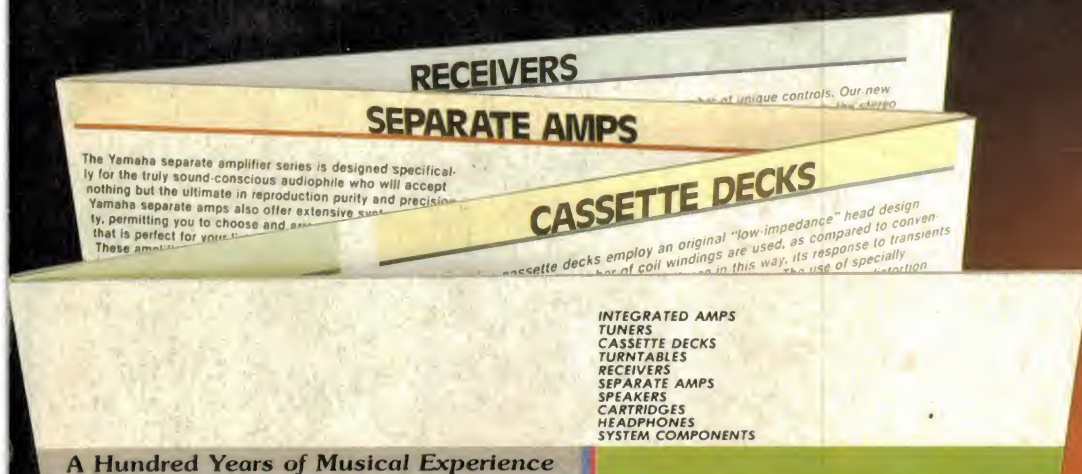 RECEIVERS
of unique controls. Our new
the stereo
SEPARATE AMPS
The Yamaha separate amplifier series is designed specifical-
ly for the truly sound-conscious audiophile who will accept
nothing but the ultimate in reproduction purity and precision
Yamaha separate amps also offer extensive
ty, permitting you to choose and
that is perfect for your
These
CASSETTE DECKS
cassette decks employ an original "low-impedance" head design
of coil windings are used, as compared to conven-
in this way, its response to transients
The use of specially
distortion
INTEGRATED AMPS
TUNERS
CASSETTE DECKS
TURNTABLES
RECEIVERS
SEPARATE AMPS
SPEAKERS
CARTRIDGES
HEADPHONES
SYSTEM COMPONENTS
A Hundred Years of Musical Experience